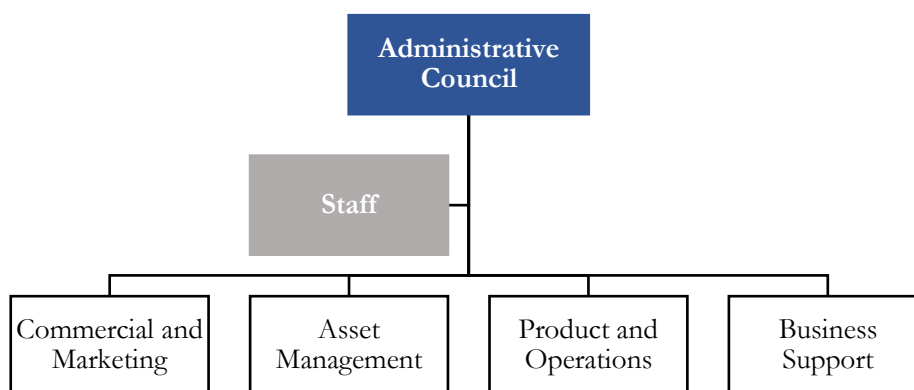 Administrative
Council
Staff
Commercial and
Marketing
Asset
Management
Product and
Operations
Business
Support